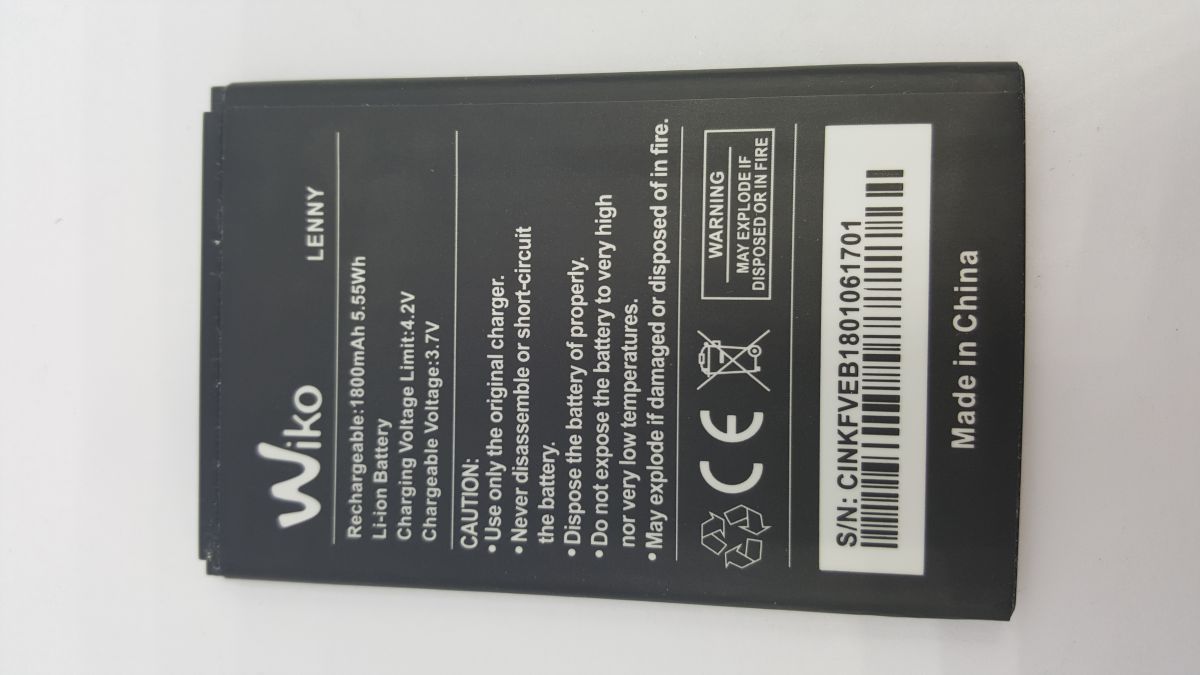 Wiko
LENNY
Rechargeable:1800mAh 5.55Wh
Li-ion Battery
Charging Voltage Limit:4.2V
Chargeable Voltage:3.7V
CAUTION:
•Use only the original charger.
•Never disassemble or short-circuit
the battery.
•Dispose the battery of properly.
•Do not expose the battery to very high
nor very low temperatures.
•May explode if damaged or disposed of in fire.
CE
WARNING
MAY EXPLODE IF
DISPOSED OR IN FIRE
S/N: CINKFVEB1801061701
Made in China